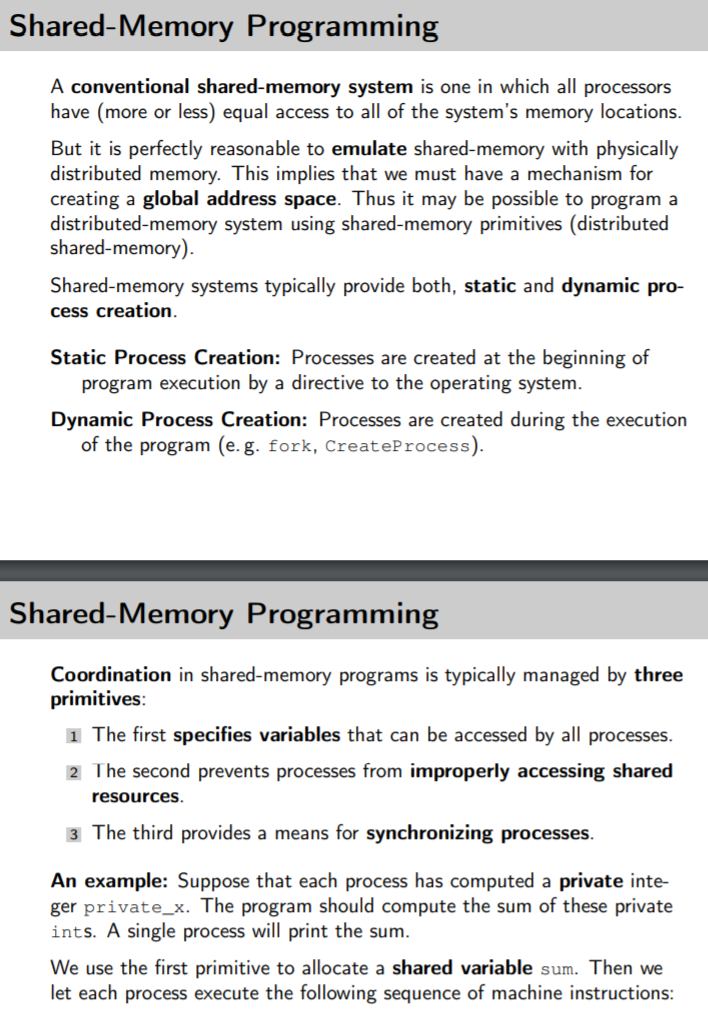 Shared-Memory Programming
A conventional shared-memory system is one in which all processors
have (more or less) equal access to all of the system's memory locations.
But it is perfectly reasonable to emulate shared-memory with physically
distributed memory. This implies that we must have a mechanism for
creating a global address space. Thus it may be possible to program a
distributed-memory system using shared-memory primitives (distributed
shared-memory).
Shared-memory systems typically provide both, static and dynamic pro-
cess creation.
Static Process Creation: Processes are created at the beginning of
program execution by a directive to the operating system.
Dynamic Process Creation: Processes are created during the execution
of the program (e. g. fork, CreateProcess).
Shared-Memory Programming
Coordination in shared-memory programs is typically managed by three
primitives:
1 The first specifies variables that can be accessed by all processes.
2 The second prevents processes from improperly accessing shared
resources.
3 The third provides a means for synchronizing processes.
An example: Suppose that each process has computed a private inte-
ger private_x. The program should compute the sum of these private
ints. A single process will print the sum.
We use the first primitive to allocate a shared variable sum. Then we
let each process execute the following sequence of machine instructions: